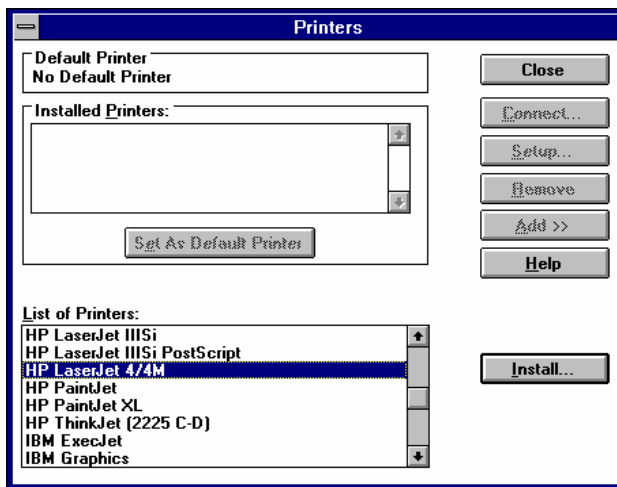 Printers
Default Printer
No Default Printer
Installed Printers:
Set As Default Printer
Close
Connect...
Setup...
Remove
Add >>
Help
List of Printers:
HP LaserJet IIISi
HP LaserJet IIISi PostScript
HP LaserJet 4/4M
HP PaintJet
HP PaintJet XL
HP ThinkJet (2225 C-D)
IBM ExecJet
IBM Graphics
Install...